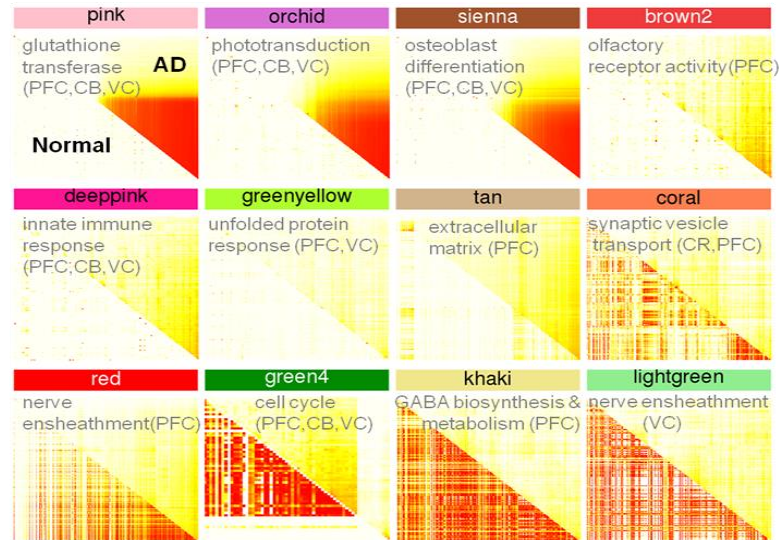 pink
orchid
sienna
brown2
glutathione
transferase
(PFC,CB,VC)
AD
Normal
phototransduction
(PFC,CB,VC)
osteoblast
differentiation
(PFC,CB,VC)
olfactory
receptor activity(PFC)
deeppink
greenyellow
tan
coral
innate immune
response
(PFC,CB,VC)
unfolded protein
response (PFC,VC)
extracellular
matrix (PFC)
synaptic vesicle
transport (CR,PFC)
red
green4
khaki
lightgreen
nerve
ensheathment(PFC)
cell cycle
(PFC,CB,VC)
GABA biosynthesis &
metabolism (PFC)
nerve ensheathment
(VC)